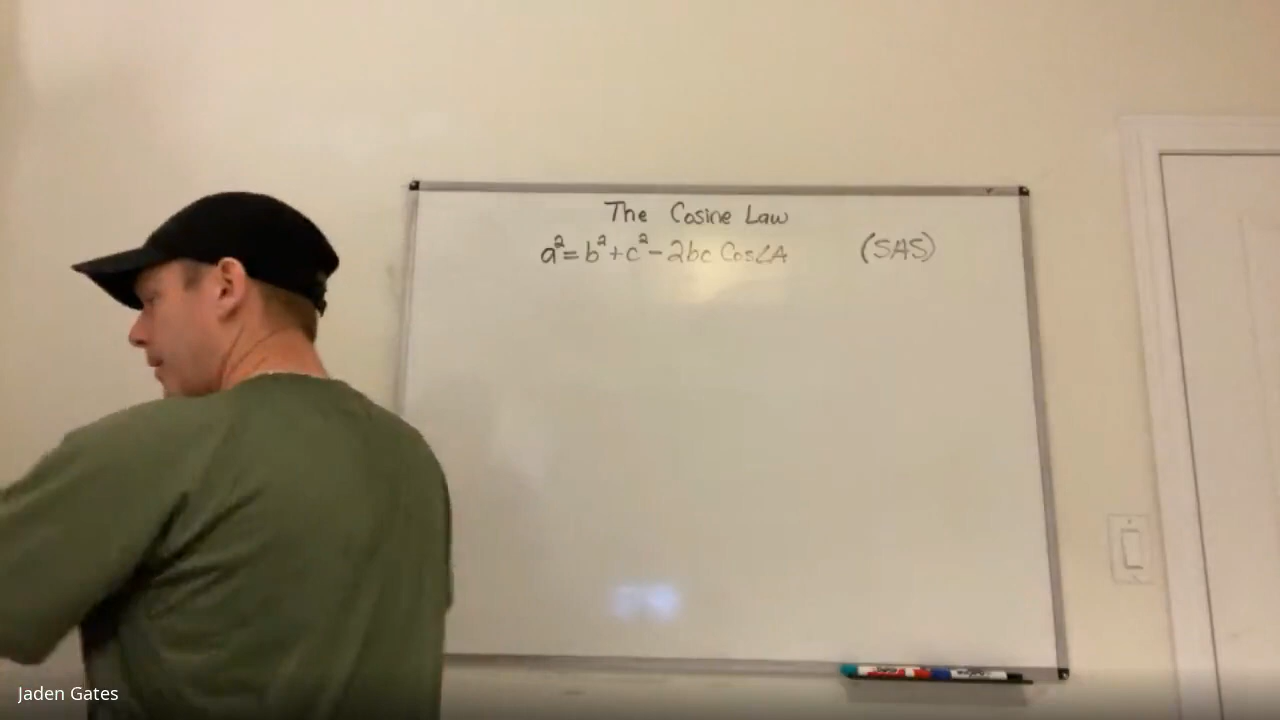 The Cosine Law
a²=b²+c²-2bc Cos∠A (SAS)
Jaden Gates